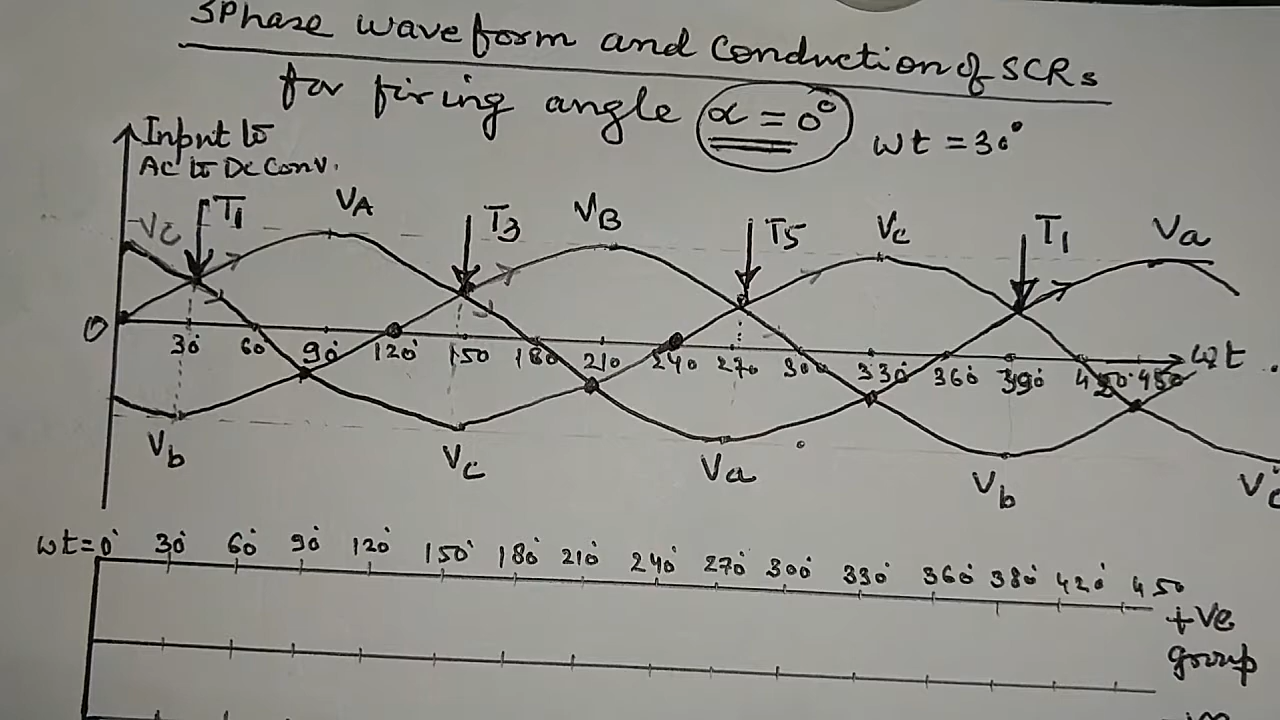 3Phase waveform and Conduction of SCRs
for firing angle α = 0° ωt = 30°
Input to
AC to DC Conv.
Vc T1 VA T3 VB T5 Vc T1 Va
0 30 60 90 120 150 180 210 240 270 300 330 360 390 420 450 ωt
Vb Vc Va Vb Vc
ωt=0° 30° 60° 90° 120° 150° 180° 210° 240° 270° 300° 330° 360° 380° 420° 450
+ve
group